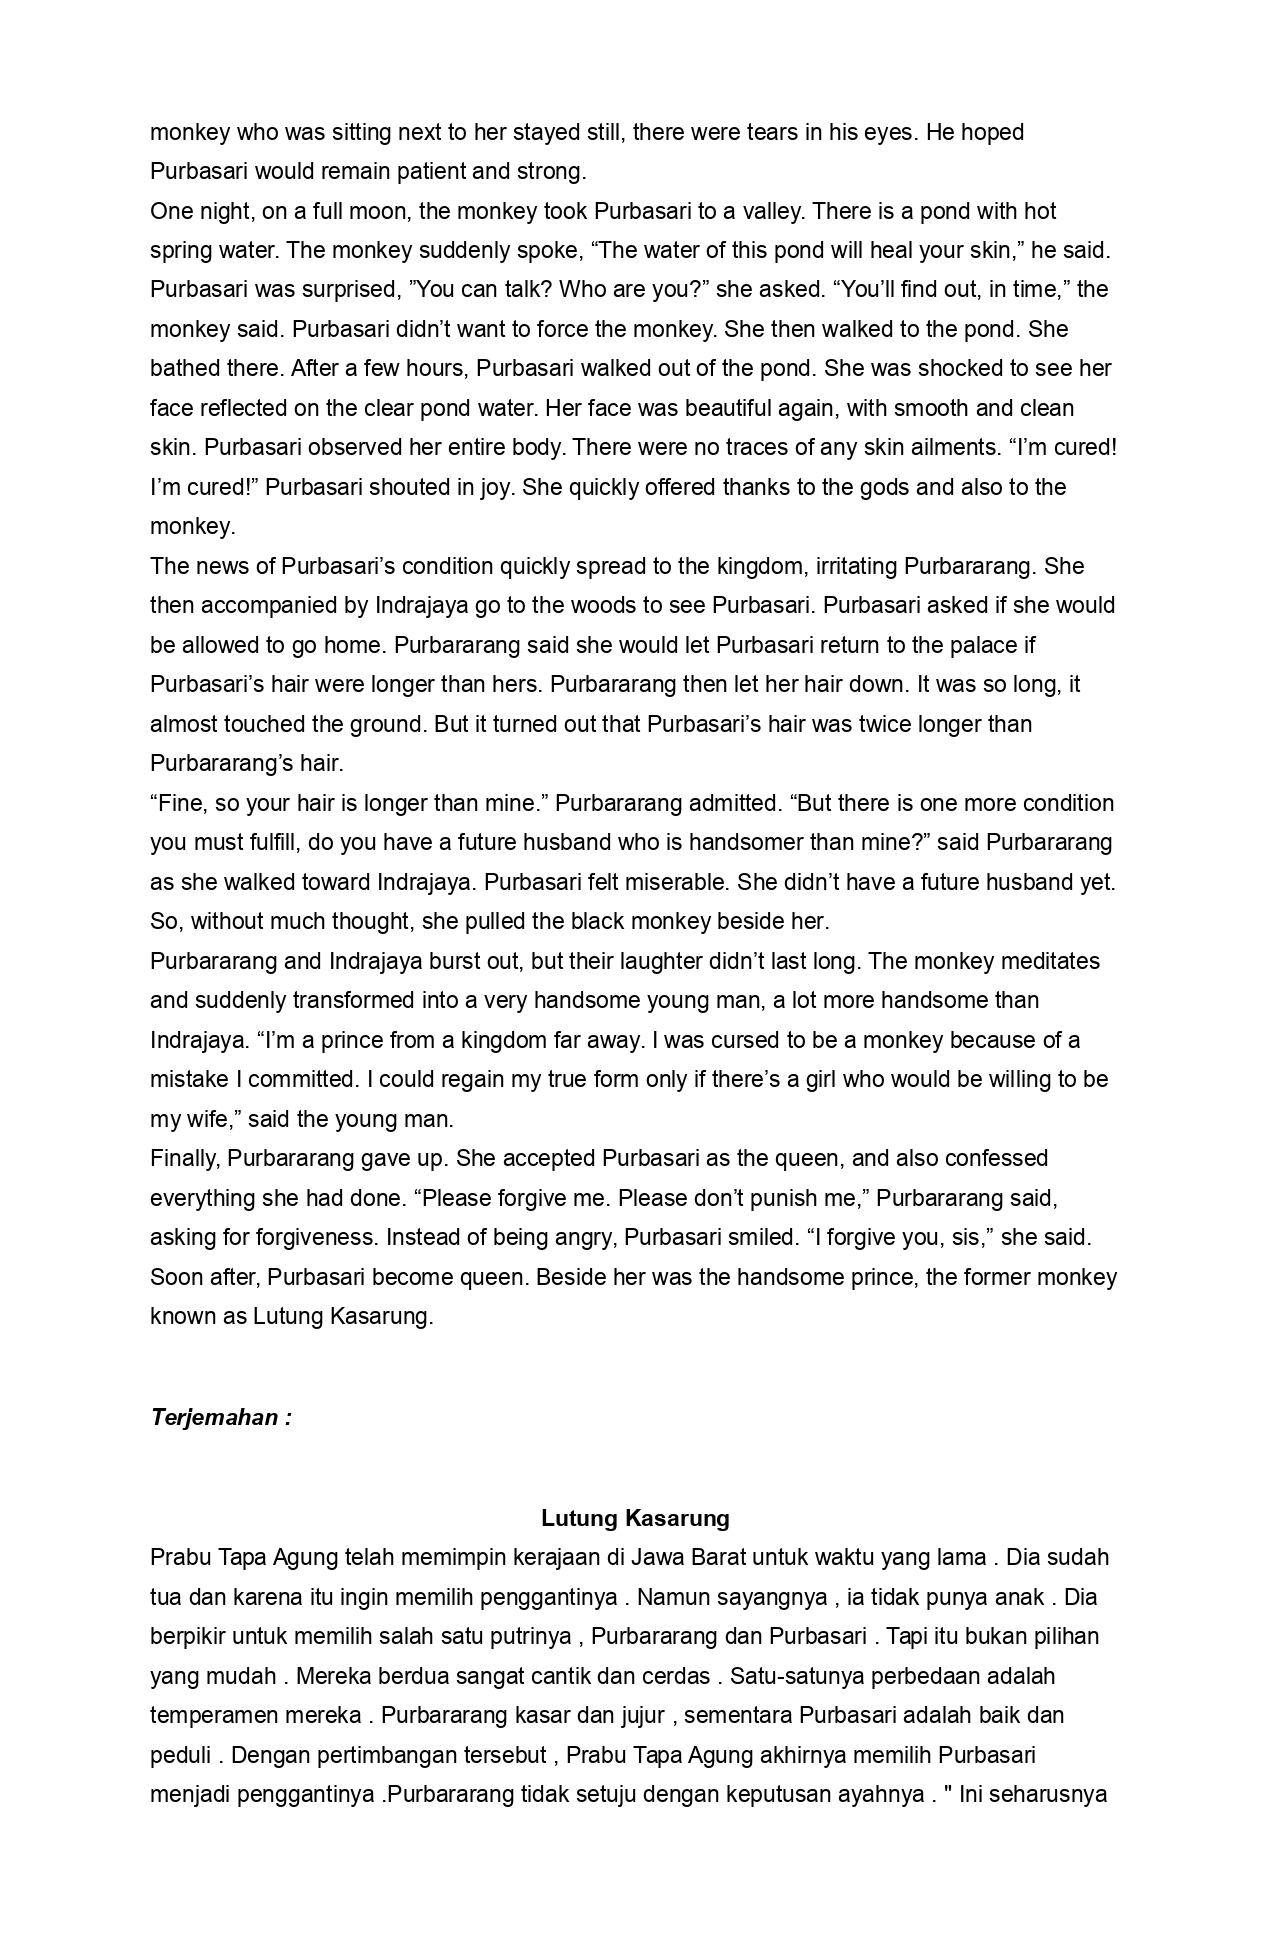 monkey who was sitting next to her stayed still, there were tears in his eyes. He hoped
Purbasari would remain patient and strong.
One night, on a full moon, the monkey took Purbasari to a valley. There is a pond with hot
spring water. The monkey suddenly spoke, “The water of this pond will heal your skin,” he said.
Purbasari was surprised, ”You can talk? Who are you?” she asked. “You’ll find out, in time,” the
monkey said. Purbasari didn’t want to force the monkey. She then walked to the pond. She
bathed there. After a few hours, Purbasari walked out of the pond. She was shocked to see her
face reflected on the clear pond water. Her face was beautiful again, with smooth and clean
skin. Purbasari observed her entire body. There were no traces of any skin ailments. “I’m cured!
I’m cured!” Purbasari shouted in joy. She quickly offered thanks to the gods and also to the
monkey.
The news of Purbasari’s condition quickly spread to the kingdom, irritating Purbararang. She
then accompanied by Indrajaya go to the woods to see Purbasari. Purbasari asked if she would
be allowed to go home. Purbararang said she would let Purbasari return to the palace if
Purbasari’s hair were longer than hers. Purbararang then let her hair down. It was so long, it
almost touched the ground. But it turned out that Purbasari’s hair was twice longer than
Purbararang’s hair.
“Fine, so your hair is longer than mine.” Purbararang admitted. “But there is one more condition
you must fulfill, do you have a future husband who is handsomer than mine?” said Purbararang
as she walked toward Indrajaya. Purbasari felt miserable. She didn’t have a future husband yet.
So, without much thought, she pulled the black monkey beside her.
Purbararang and Indrajaya burst out, but their laughter didn’t last long. The monkey meditates
and suddenly transformed into a very handsome young man, a lot more handsome than
Indrajaya. “I’m a prince from a kingdom far away. I was cursed to be a monkey because of a
mistake I committed. I could regain my true form only if there’s a girl who would be willing to be
my wife,” said the young man.
Finally, Purbararang gave up. She accepted Purbasari as the queen, and also confessed
everything she had done. “Please forgive me. Please don’t punish me,” Purbararang said,
asking for forgiveness. Instead of being angry, Purbasari smiled. “I forgive you, sis,” she said.
Soon after, Purbasari become queen. Beside her was the handsome prince, the former monkey
known as Lutung Kasarung.
Terjemahan :
Lutung Kasarung
Prabu Tapa Agung telah memimpin kerajaan di Jawa Barat untuk waktu yang lama . Dia sudah
tua dan karena itu ingin memilih penggantinya . Namun sayangnya , ia tidak punya anak . Dia
berpikir untuk memilih salah satu putrinya , Purbararang dan Purbasari . Tapi itu bukan pilihan
yang mudah . Mereka berdua sangat cantik dan cerdas . Satu-satunya perbedaan adalah
temperamen mereka . Purbararang kasar dan jujur , sementara Purbasari adalah baik dan
peduli . Dengan pertimbangan tersebut , Prabu Tapa Agung akhirnya memilih Purbasari
menjadi penggantinya .Purbararang tidak setuju dengan keputusan ayahnya . " Ini seharusnya